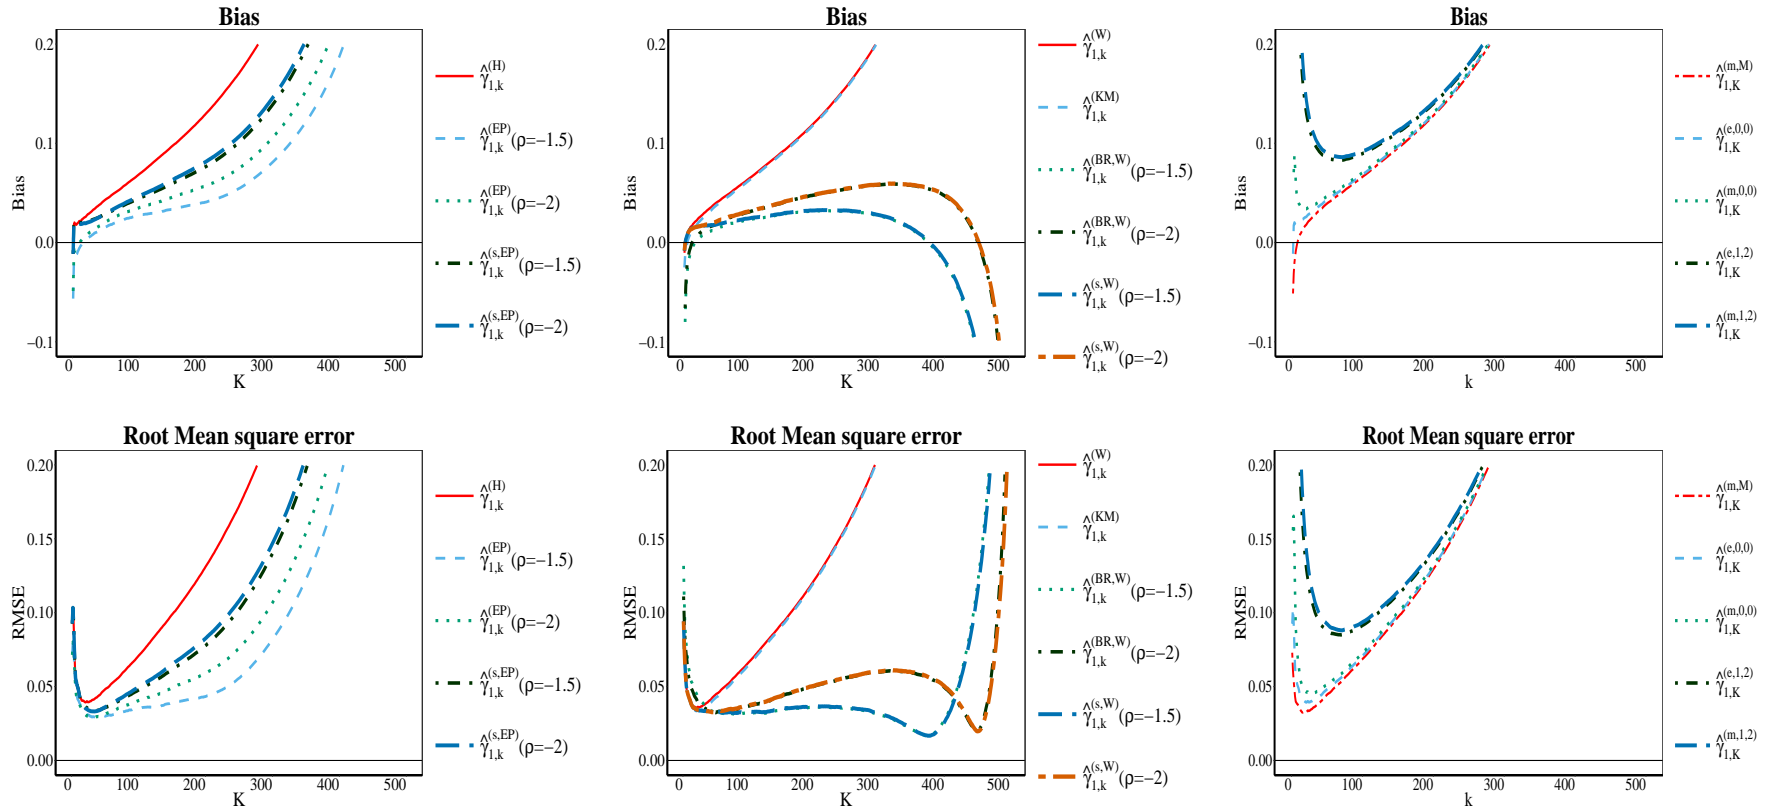 Bias
0.2
0.1
0.0
−0.1
Bias
0 100 200 300 400 500
K
γ̂1,k(H)
γ̂1,k(EP)(ρ=−1.5)
γ̂1,k(EP)(ρ=−2)
γ̂1,k(s,EP)(ρ=−1.5)
γ̂1,k(s,EP)(ρ=−2)
Bias
0.2
0.1
0.0
−0.1
Bias
0 100 200 300 400 500
K
γ̂1,k(W)
γ̂1,k(KM)
γ̂1,k(BR,W)(ρ=−1.5)
γ̂1,k(BR,W)(ρ=−2)
γ̂1,k(s,W)(ρ=−1.5)
γ̂1,k(s,W)(ρ=−2)
Bias
0.2
0.1
0.0
−0.1
Bias
0 100 200 300 400 500
k
γ̂1,K(m,M)
γ̂1,K(e,0,0)
γ̂1,K(m,0,0)
γ̂1,K(e,1,2)
γ̂1,K(m,1,2)
Root Mean square error
0.20
0.15
0.10
0.05
0.00
RMSE
0 100 200 300 400 500
K
γ̂1,k(H)
γ̂1,k(EP)(ρ=−1.5)
γ̂1,k(EP)(ρ=−2)
γ̂1,k(s,EP)(ρ=−1.5)
γ̂1,k(s,EP)(ρ=−2)
Root Mean square error
0.20
0.15
0.10
0.05
0.00
RMSE
0 100 200 300 400 500
K
γ̂1,k(W)
γ̂1,k(KM)
γ̂1,k(BR,W)(ρ=−1.5)
γ̂1,k(BR,W)(ρ=−2)
γ̂1,k(s,W)(ρ=−1.5)
γ̂1,k(s,W)(ρ=−2)
Root Mean square error
0.20
0.15
0.10
0.05
0.00
RMSE
0 100 200 300 400 500
k
γ̂1,K(m,M)
γ̂1,K(e,0,0)
γ̂1,K(m,0,0)
γ̂1,K(e,1,2)
γ̂1,K(m,1,2)